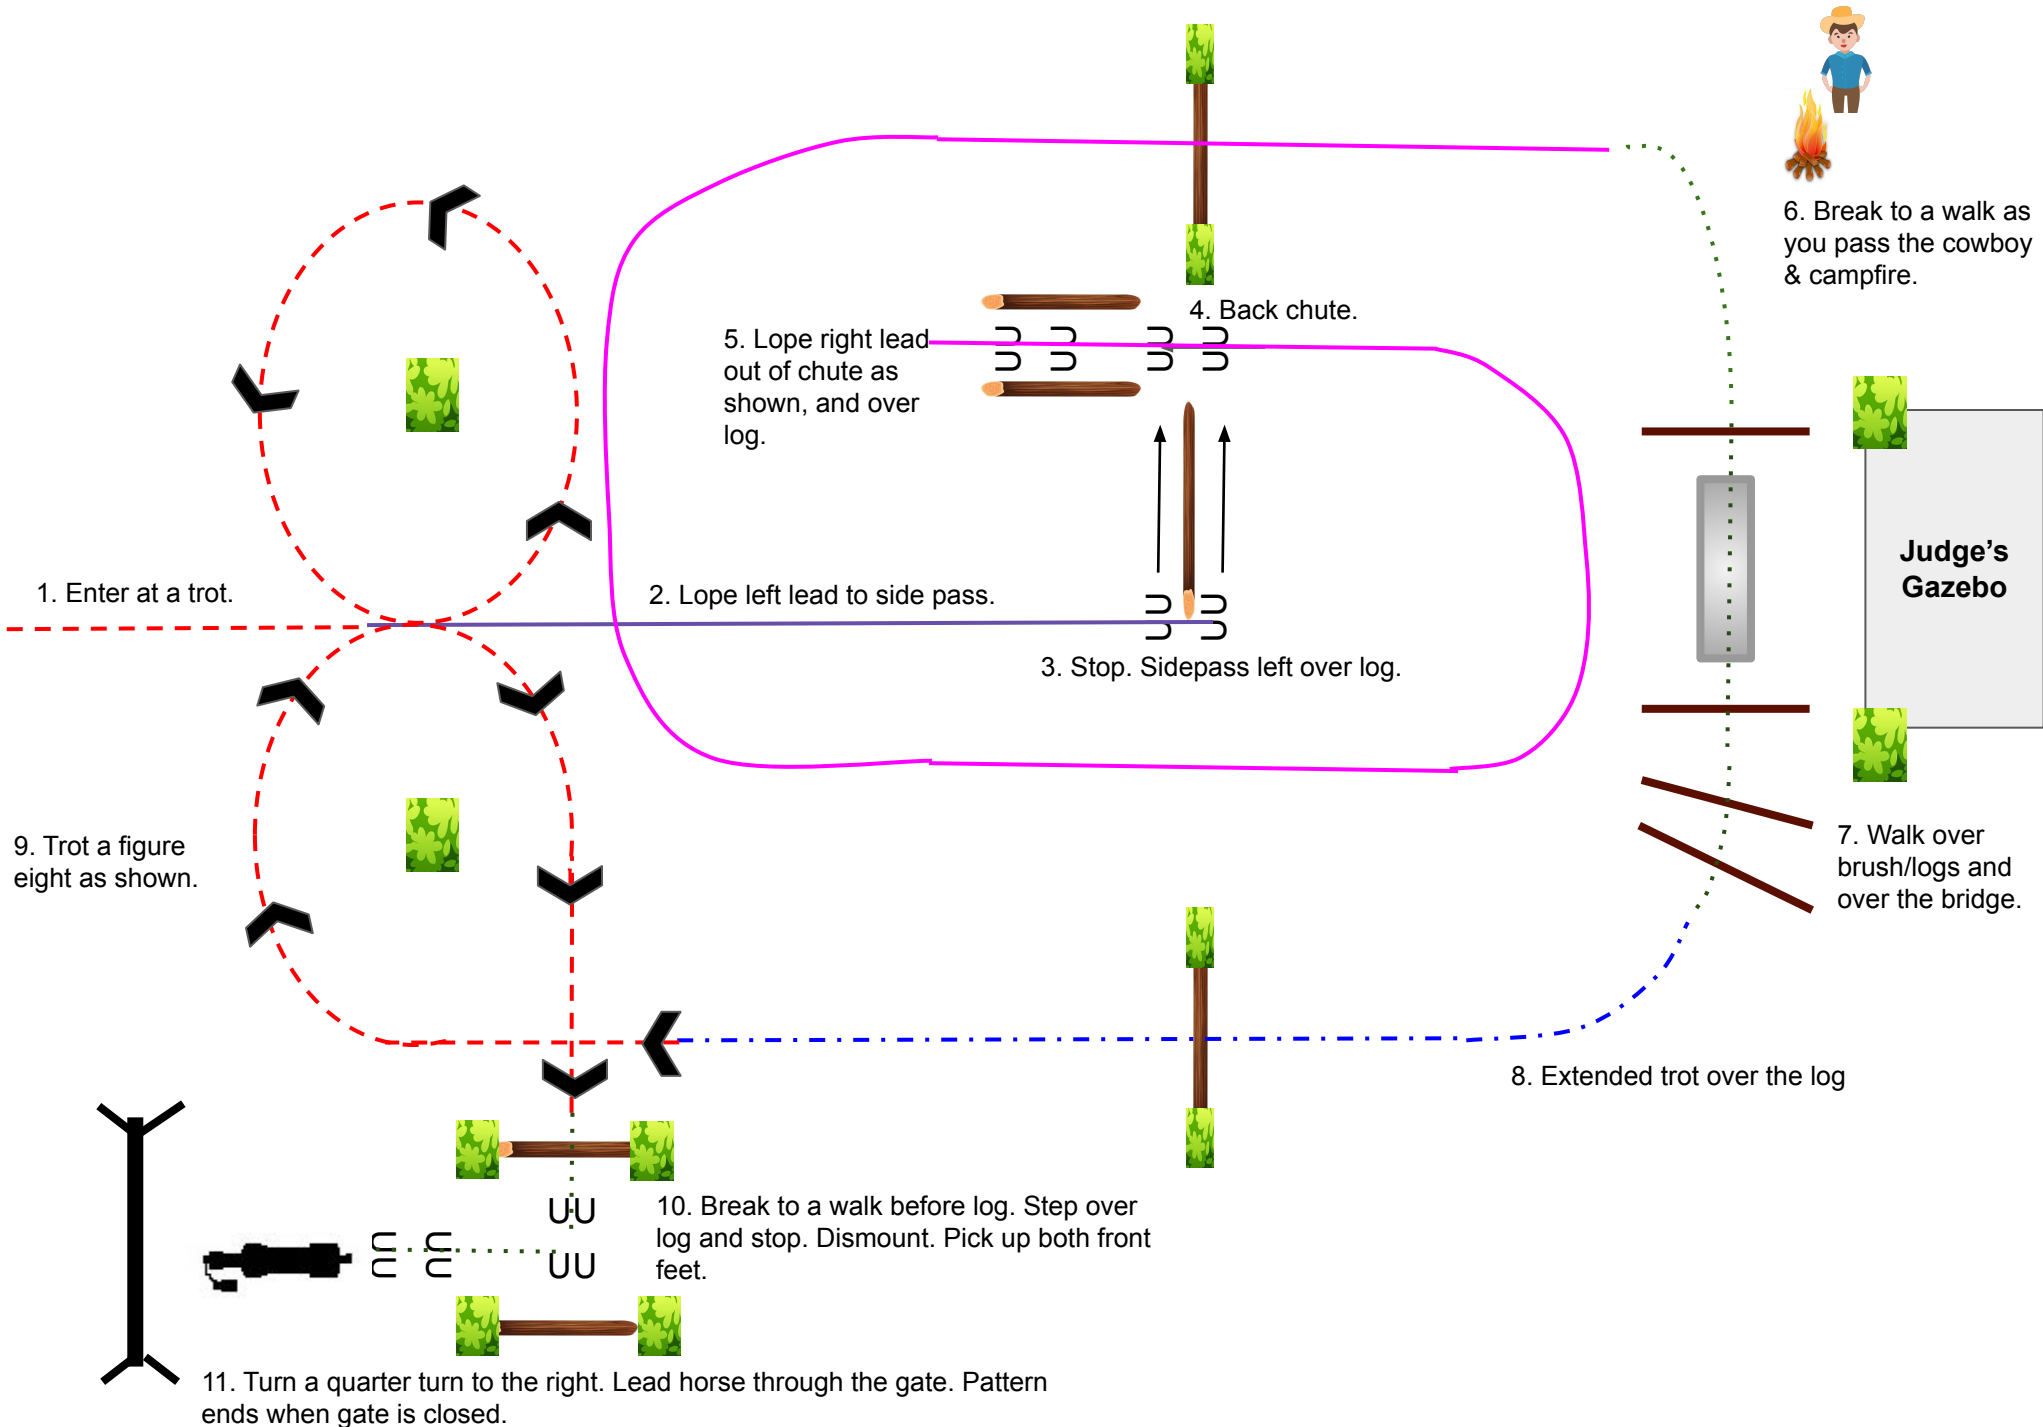 1. Enter at a trot.
2. Lope left lead to side pass.
3. Stop. Sidepass left over log.
4. Back chute.
5. Lope right lead
out of chute as
shown, and over
log.
6. Break to a walk as
you pass the cowboy
& campfire.
Judge's
Gazebo
7. Walk over
brush/logs and
over the bridge.
8. Extended trot over the log
9. Trot a figure
eight as shown.
10. Break to a walk before log. Step over
log and stop. Dismount. Pick up both front
feet.
11. Turn a quarter turn to the right. Lead horse through the gate. Pattern
ends when gate is closed.